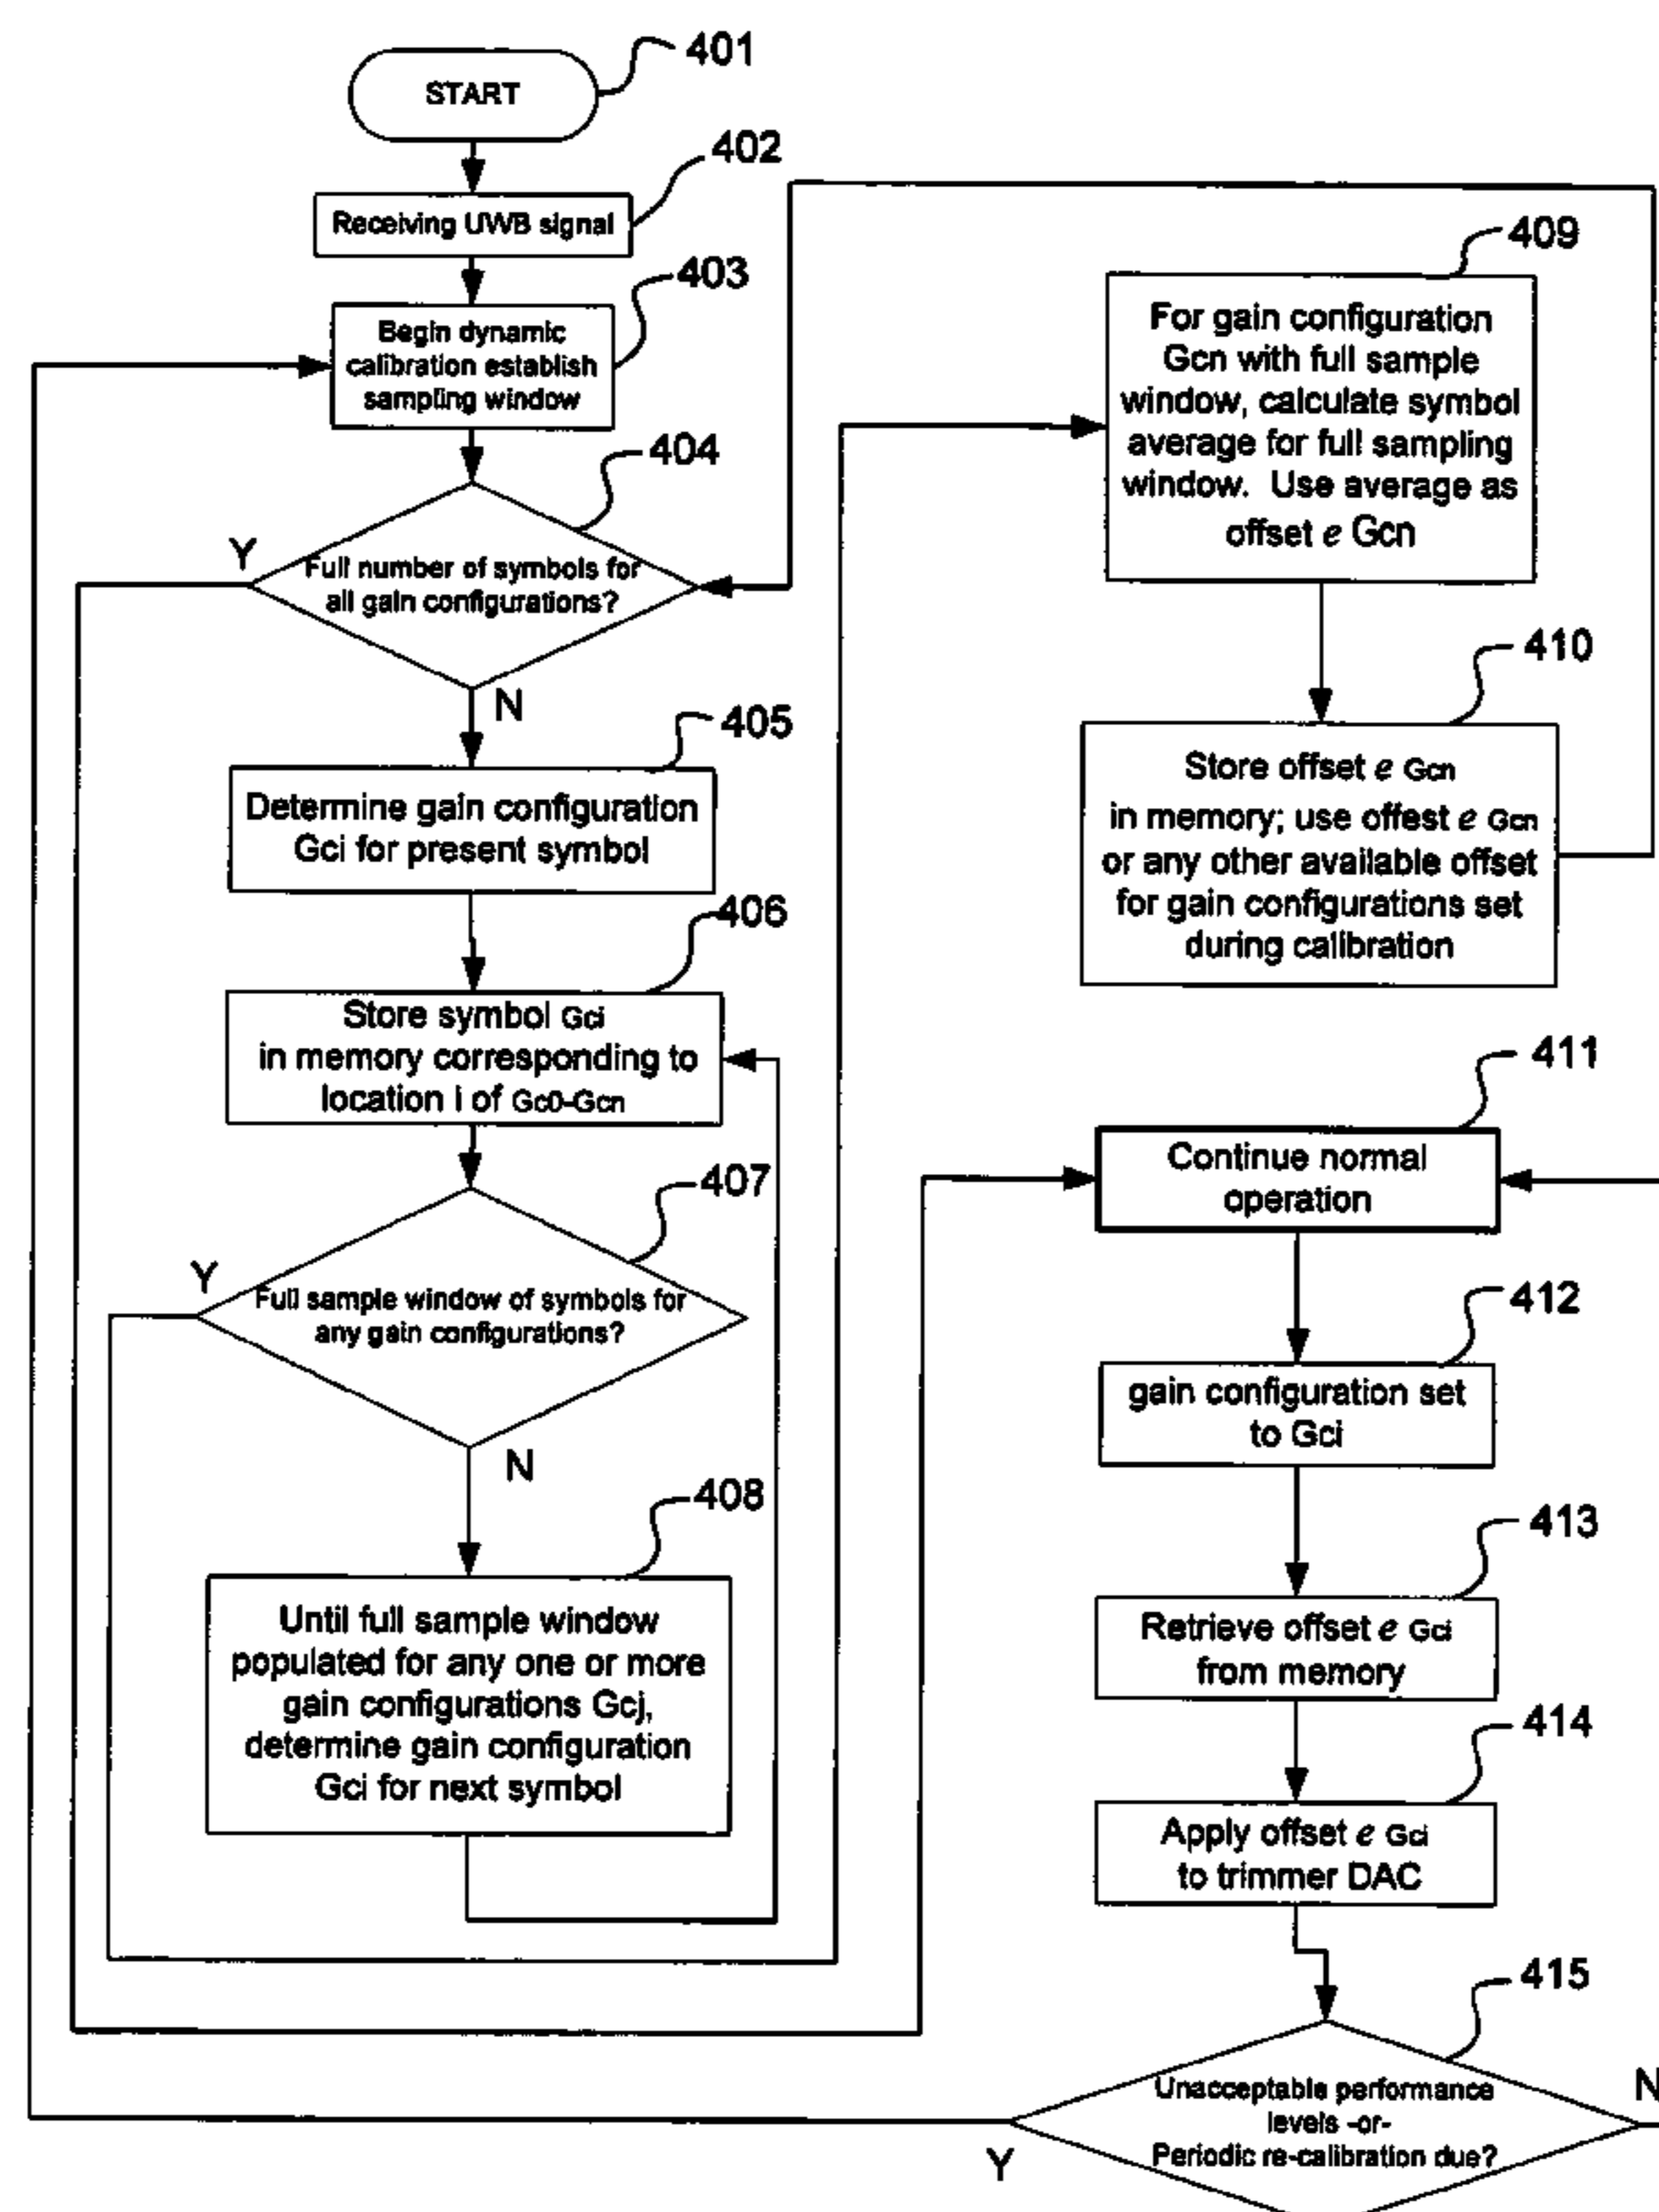 401
START
402
Receiving UWB signal
403
Begin dynamic
calibration establish
sampling window
404
Y
Full number of symbols for
all gain configurations?
N
405
Determine gain configuration
Gci for present symbol
406
Store symbol Gci
in memory corresponding to
location i of Gc0-Gcn
407
Y
Full sample window of symbols for
any gain configurations?
N
408
Until full sample window
populated for any one or more
gain configurations Gcj,
determine gain configuration
Gci for next symbol
409
For gain configuration
Gcn with full sample
window, calculate symbol
average for full sampling
window. Use average as
offset e Gcn
410
Store offset e Gcn
in memory; use offest e Gcn
or any other available offset
for gain configurations set
during calibration
411
Continue normal
operation
412
gain configuration set
to Gci
413
Retrieve offset e Gci
from memory
414
Apply offset e Gci
to trimmer DAC
415
Unacceptable performance
levels -or-
Periodic re-calibration due?
N
Y